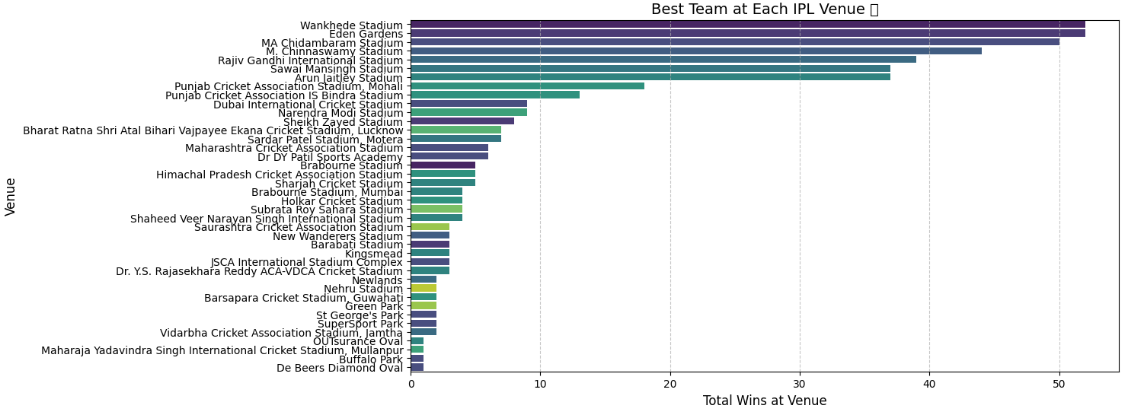 Best Team at Each IPL Venue
Wankhede Stadium
Eden Gardens
MA Chidambaram Stadium
M. Chinnaswamy Stadium
Rajiv Gandhi International Stadium
Sawai Mansingh Stadium
Arun Jaitley Stadium
Punjab Cricket Association Stadium, Mohali
Punjab Cricket Association IS Bindra Stadium
Dubai International Cricket Stadium
Narendra Modi Stadium
Sheikh Zayed Stadium
Bharat Ratna Shri Atal Bihari Vajpayee Ekana Cricket Stadium, Lucknow
Sardar Patel Stadium, Motera
Maharashtra Cricket Association Stadium
Dr DY Patil Sports Academy
Brabourne Stadium
Himachal Pradesh Cricket Association Stadium
Sharjah Cricket Stadium
Brabourne Stadium, Mumbai
Holkar Cricket Stadium
Subrata Roy Sahara Stadium
Shaheed Veer Narayan Singh International Stadium
Saurashtra Cricket Association Stadium
New Wanderers Stadium
Barabati Stadium
Kingsmead
JSCA International Stadium Complex
Dr. Y.S. Rajasekhara Reddy ACA-VDCA Cricket Stadium
Newlands
Nehru Stadium
Barsapara Cricket Stadium, Guwahati
Green Park
St George's Park
SuperSport Park
Vidarbha Cricket Association Stadium, Jamtha
OUTsurance Oval
Maharaja Yadavindra Singh International Cricket Stadium, Mullanpur
Buffalo Park
De Beers Diamond Oval
Venue
0 10 20 30 40 50
Total Wins at Venue